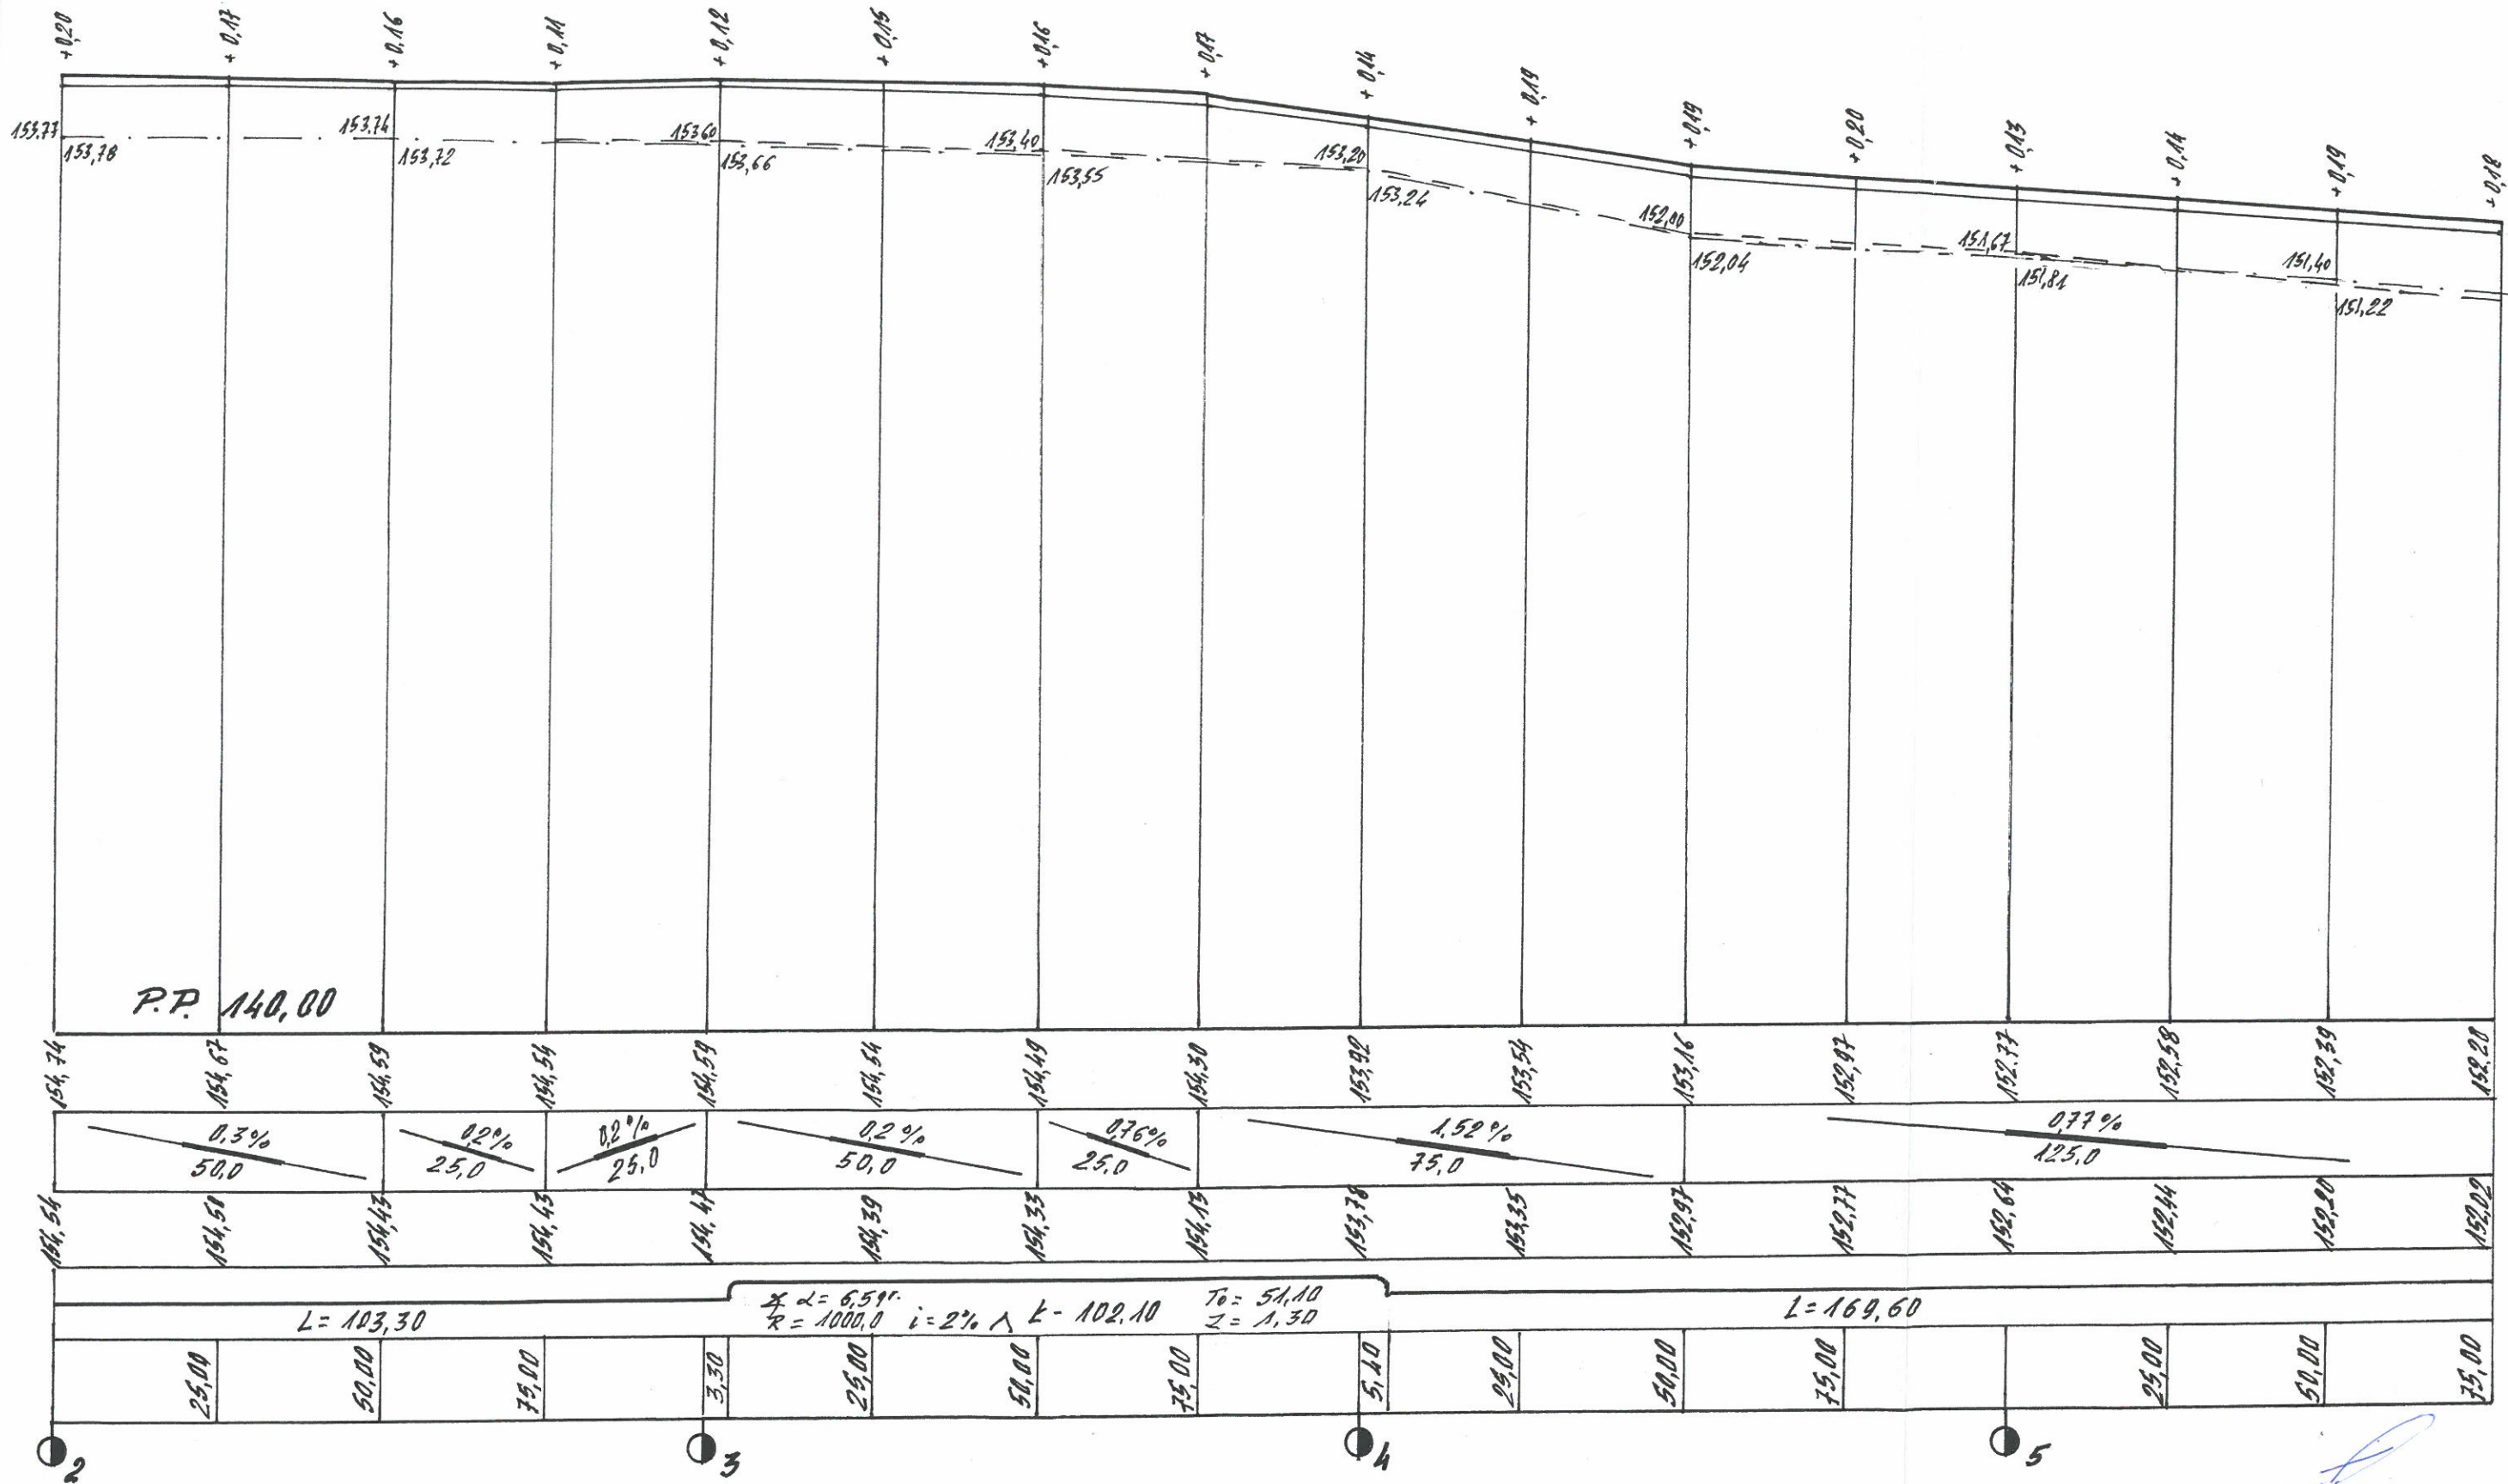 +0,20 +0,17 +0,16 +0,11 +0,12 +0,15 +0,16 +0,17 +0,14 +0,19 +0,19 +0,20 +0,13 +0,14 +0,19 +0,18
153,77 153,74 153,60 153,40 153,20 152,00 151,67 151,40
153,78 153,72 153,66 153,55 153,24 152,04 151,81 151,22
P.P. 140,00
154,74 154,67 154,59 154,54 154,59 154,54 154,49 154,30 153,92 153,54 153,16 152,97 152.77 152,58 152,39 152.20
0,3% 0,2% 0,2% 0,2% 0,76% 1,52% 0,77%
50,0 25,0 25,0 50,0 25,0 75,0 125,0
154,54 154,50 154,43 154,43 154,47 154,39 154,33 154,13 153,78 153,35 152,97 152,77 152,64 152,44 152,20 152,02
∢ α = 6,5gr. To = 51,10
L = 103,30 R = 1000,0 i = 2% Ł - 102,10 Z = 1,30 L = 169,60
25,00 50,00 75,00 3,30 25,00 50,00 75,00 5,40 25,00 50,00 75,00 25,00 50,00 75,00
2 3 4 5